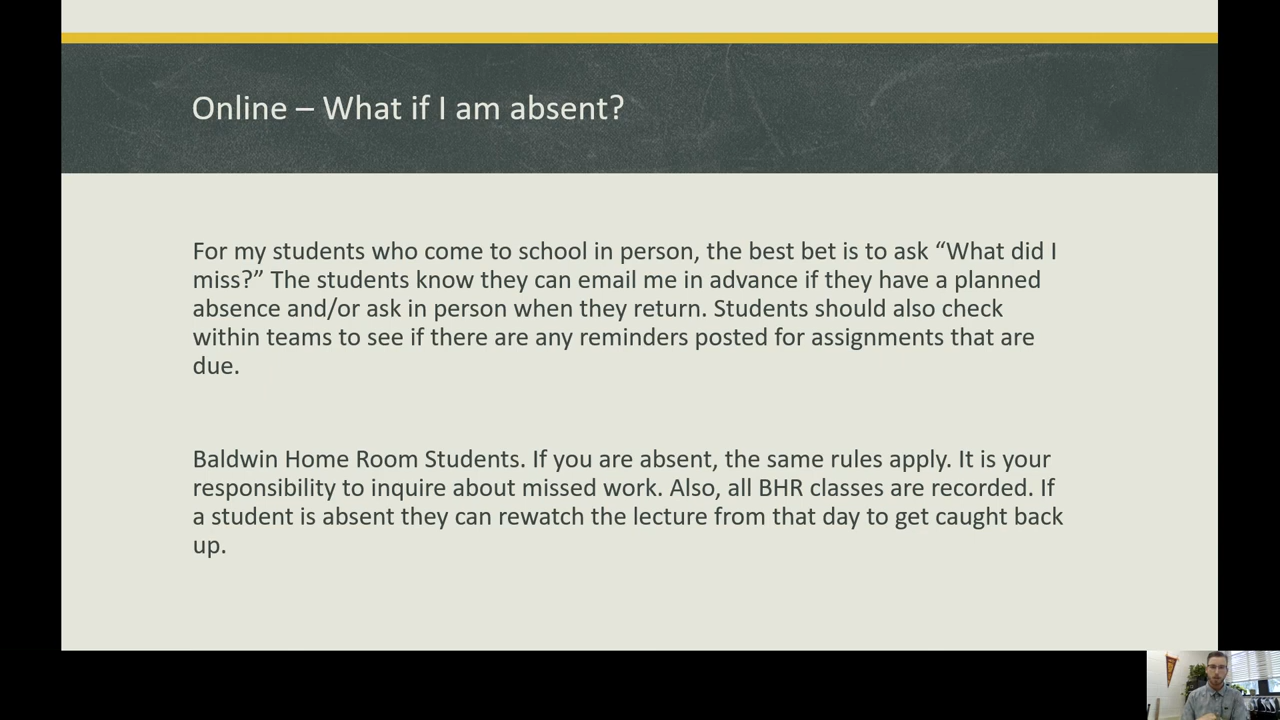 Online – What if I am absent?
For my students who come to school in person, the best bet is to ask “What did I
miss?” The students know they can email me in advance if they have a planned
absence and/or ask in person when they return. Students should also check
within teams to see if there are any reminders posted for assignments that are
due.
Baldwin Home Room Students. If you are absent, the same rules apply. It is your
responsibility to inquire about missed work. Also, all BHR classes are recorded. If
a student is absent they can rewatch the lecture from that day to get caught back
up.